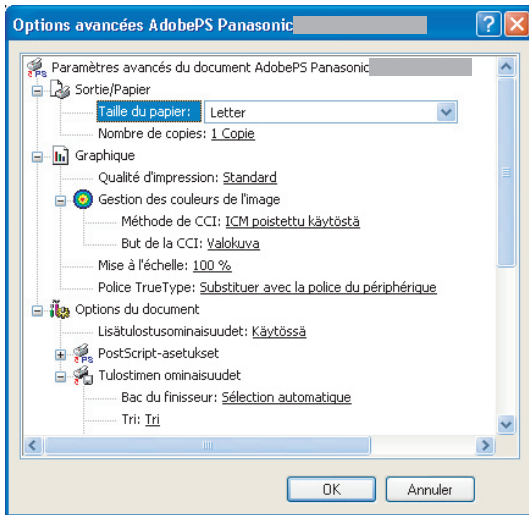 Options avancées AdobePS Panasonic
Paramètres avancés du document AdobePS Panasonic
Sortie/Papier
Taille du papier: Letter
Nombre de copies: 1 Copie
Graphique
Qualité d'impression: Standard
Gestion des couleurs de l'image
Méthode de CCI: ICM poistettu käytöstä
But de la CCI: Valokuva
Mise à l'échelle: 100 %
Police TrueType: Substituer avec la police du périphérique
Options du document
Lisätulostusominaisuudet: Käytössä
PostScript-asetukset
Tulostimen ominaisuudet
Bac du finisseur: Sélection automatique
Tri: Tri
OK Annuler